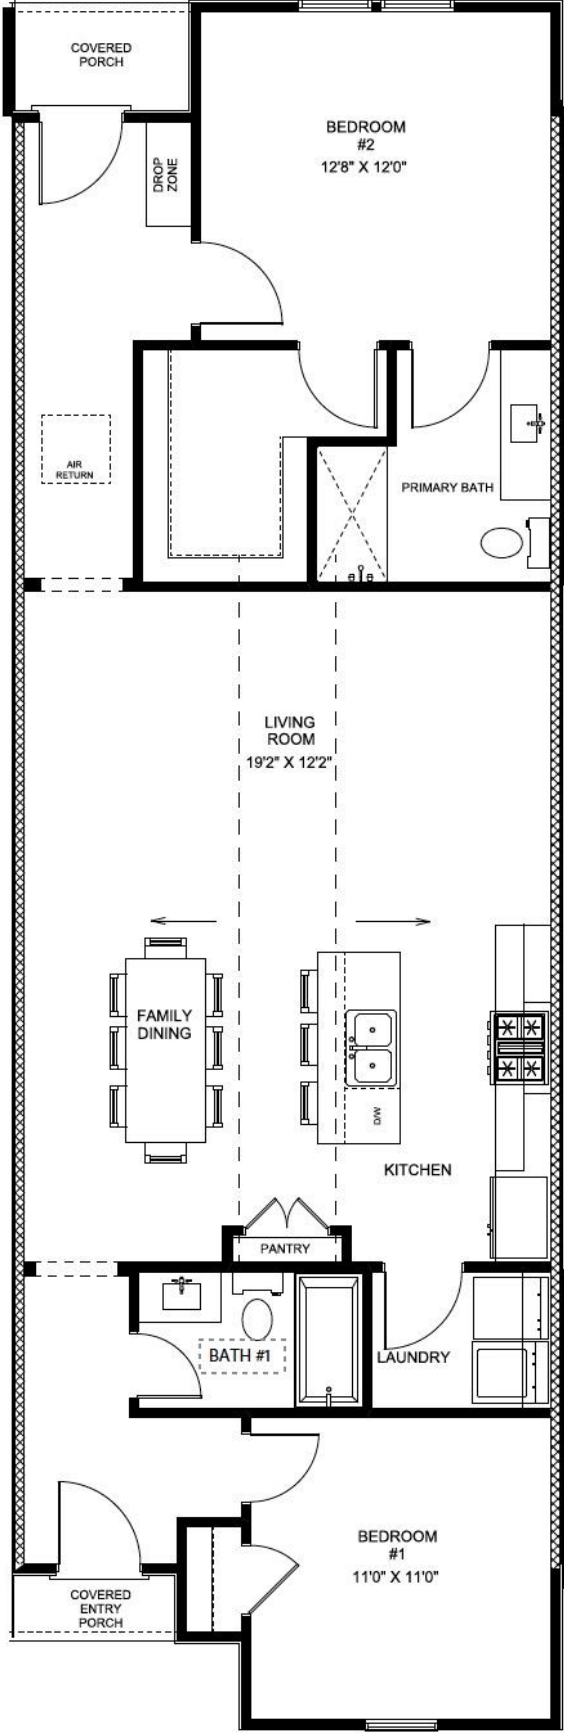 COVERED
PORCH
BEDROOM
#2
12'8" X 12'0"
DROP
ZONE
AIR
RETURN
PRIMARY BATH
LIVING
ROOM
19'2" X 12'2"
FAMILY
DINING
D/W
KITCHEN
PANTRY
BATH #1
LAUNDRY
BEDROOM
#1
11'0" X 11'0"
COVERED
ENTRY
PORCH